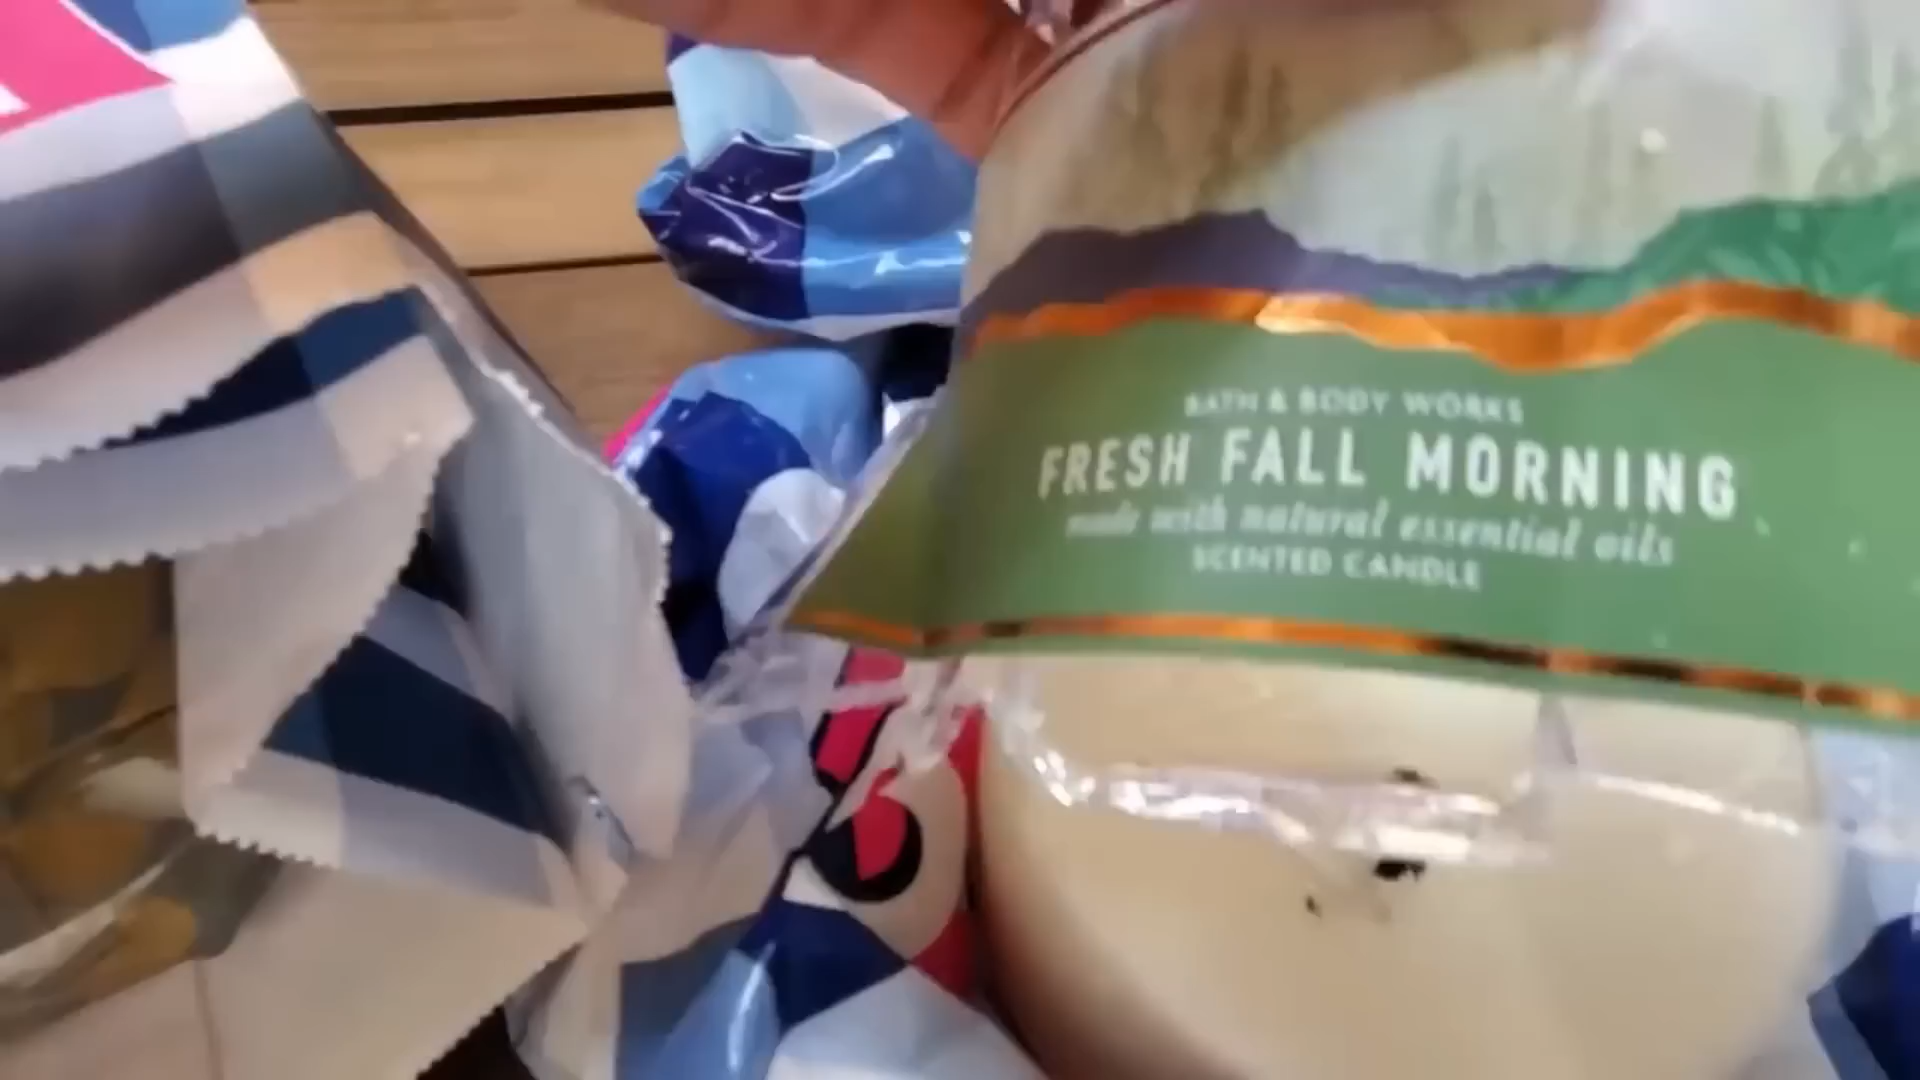 BATH & BODY WORKS
FRESH FALL MORNING
made with natural essential oils
SCENTED CANDLE